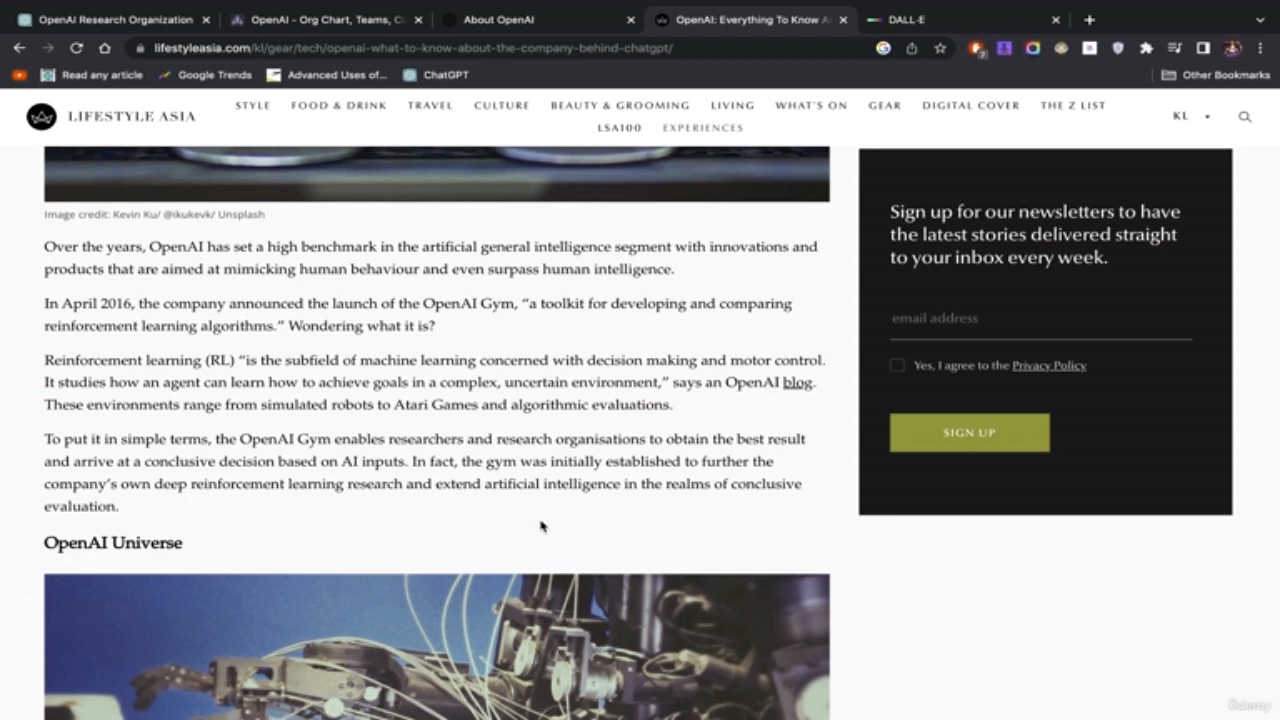 OpenAI Research Organization
OpenAI - Org Chart, Teams, C
About OpenAI
OpenAI: Everything To Know A
DALL·E
lifestyleasia.com/kl/gear/tech/openai-what-to-know-about-the-company-behind-chatgpt/
Read any article
Google Trends
Advanced Uses of...
ChatGPT
Other Bookmarks
LIFESTYLE ASIA
STYLE FOOD & DRINK TRAVEL CULTURE BEAUTY & GROOMING LIVING WHAT'S ON GEAR DIGITAL COVER THE Z LIST
LSA100 EXPERIENCES
KL
Image credit: Kevin Ku/ @ikukevk/ Unsplash
Over the years, OpenAI has set a high benchmark in the artificial general intelligence segment with innovations and
products that are aimed at mimicking human behaviour and even surpass human intelligence.
In April 2016, the company announced the launch of the OpenAI Gym, “a toolkit for developing and comparing
reinforcement learning algorithms.” Wondering what it is?
Reinforcement learning (RL) “is the subfield of machine learning concerned with decision making and motor control.
It studies how an agent can learn how to achieve goals in a complex, uncertain environment,” says an OpenAI blog.
These environments range from simulated robots to Atari Games and algorithmic evaluations.
To put it in simple terms, the OpenAI Gym enables researchers and research organisations to obtain the best result
and arrive at a conclusive decision based on AI inputs. In fact, the gym was initially established to further the
company’s own deep reinforcement learning research and extend artificial intelligence in the realms of conclusive
evaluation.
OpenAI Universe
Sign up for our newsletters to have
the latest stories delivered straight
to your inbox every week.
email address
Yes, I agree to the Privacy Policy
SIGN UP
Udemy